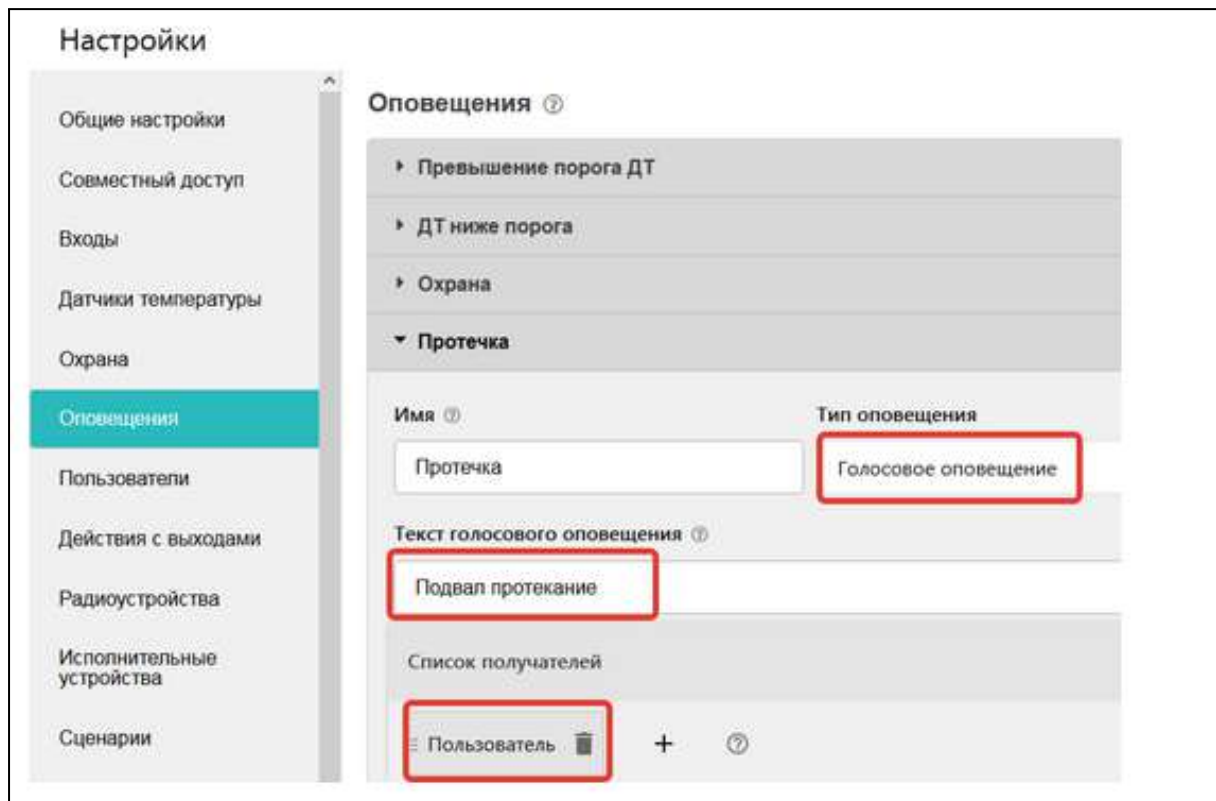 Настройки
Общие настройки
Совместный доступ
Входы
Датчики температуры
Охрана
Оповещения
Пользователи
Действия с выходами
Радиоустройства
Исполнительные
устройства
Сценарии
Оповещения ?
Превышение порога ДТ
ДТ ниже порога
Охрана
Протечка
Имя ?
Тип оповещения
Протечка
Голосовое оповещение
Текст голосового оповещения ?
Подвал протекание
Список получателей
Пользователь + ?